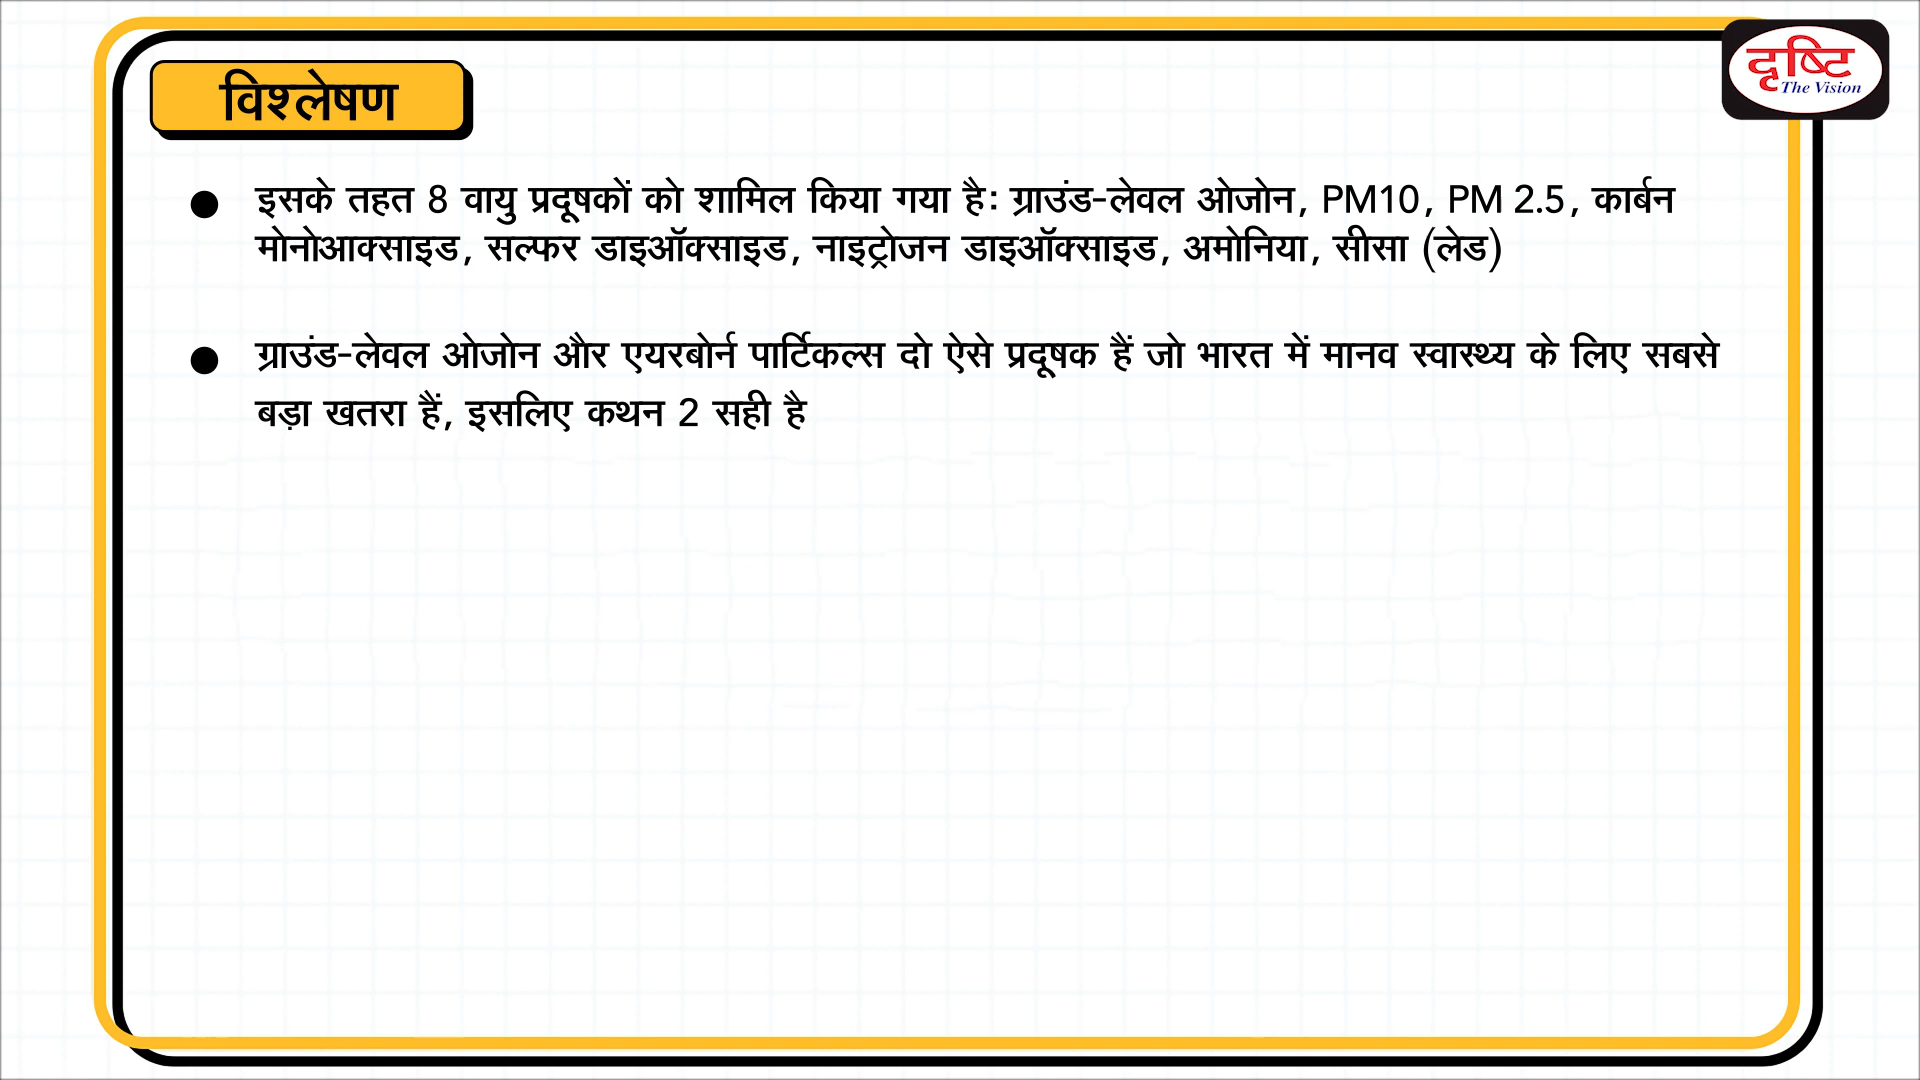 दृष्टि
The Vision
विश्लेषण
● इसके तहत 8 वायु प्रदूषकों को शामिल किया गया है: ग्राउंड-लेवल ओजोन, PM10, PM 2.5, कार्बन
मोनोआक्साइड, सल्फर डाइऑक्साइड, नाइट्रोजन डाइऑक्साइड, अमोनिया, सीसा (लेड)
● ग्राउंड-लेवल ओजोन और एयरबोर्न पार्टिकल्स दो ऐसे प्रदूषक हैं जो भारत में मानव स्वास्थ्य के लिए सबसे
बड़ा खतरा हैं, इसलिए कथन 2 सही है